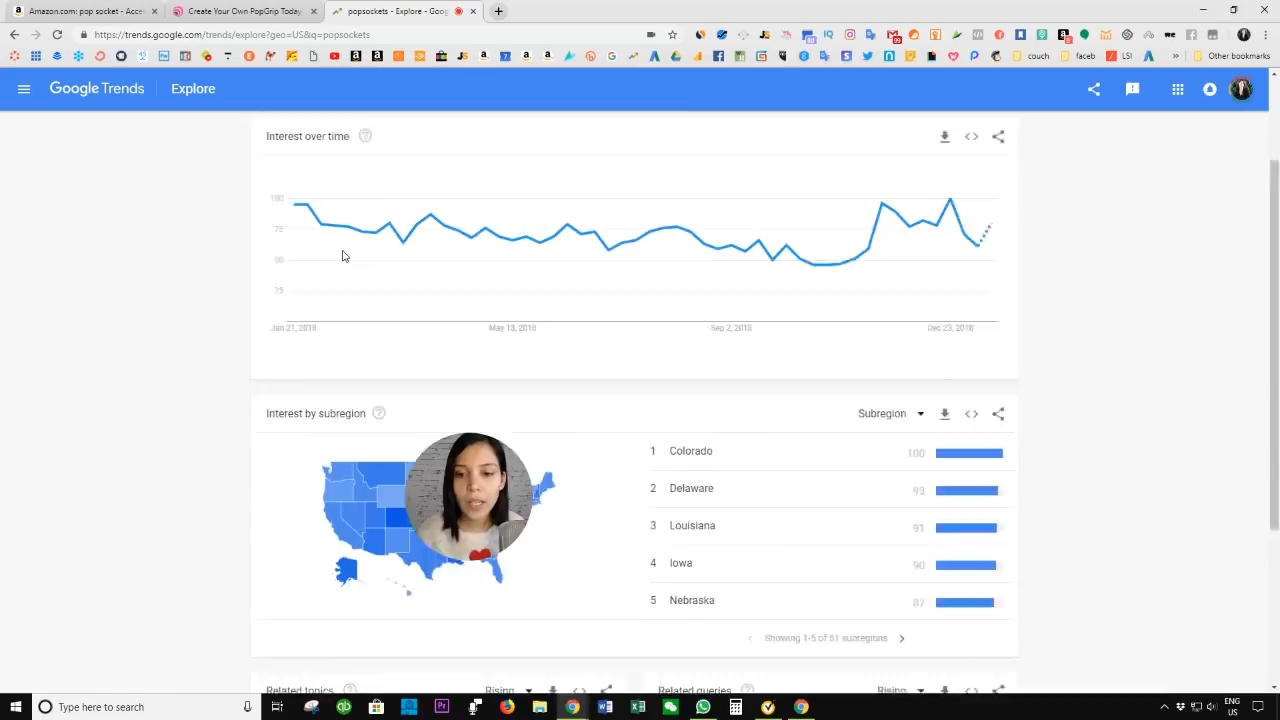 Amazon.com: pop socket - Acces
Create Your Own PopGrip Today
popsockets - Explore - Goog
https://trends.google.com/trends/explore?geo=US&q=popsockets
couch
faceb
LSI
Other bookmarks
Google Trends
Explore
Interest over time
100
75
50
25
Jan 21, 2018
May 13, 2018
Sep 2, 2018
Dec 23, 2018
Interest by subregion
Subregion
1 Colorado 100
2 Delaware 93
3 Louisiana 91
4 Iowa 90
5 Nebraska 87
Showing 1-5 of 51 subregions
Related topics
Rising
Related queries
Rising
Type here to search
ENG